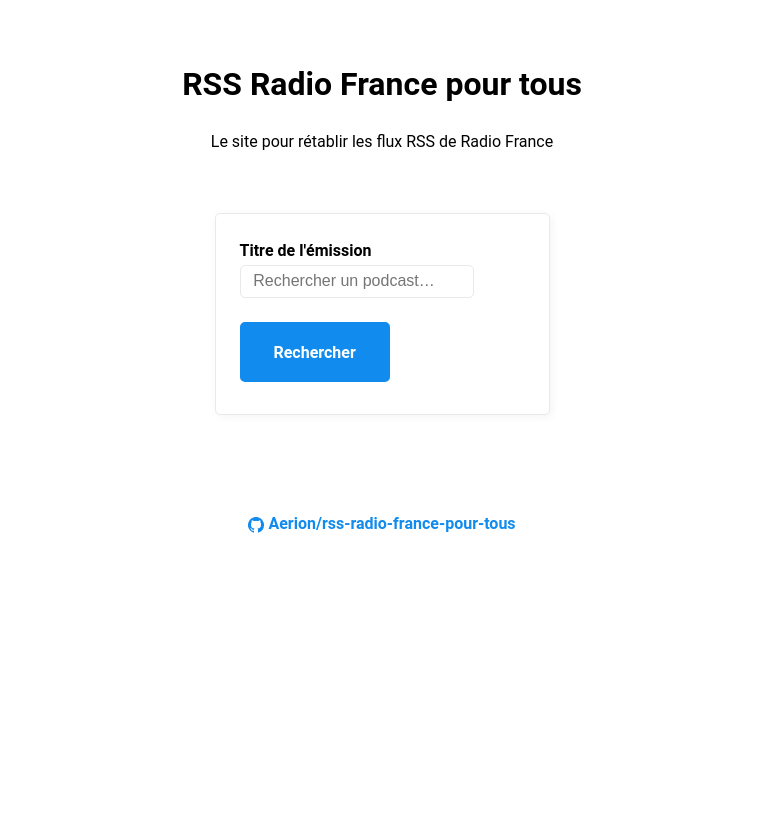 RSS Radio France pour tous
Le site pour rétablir les flux RSS de Radio France
Titre de l'émission
Rechercher un podcast…
Rechercher
Aerion/rss-radio-france-pour-tous